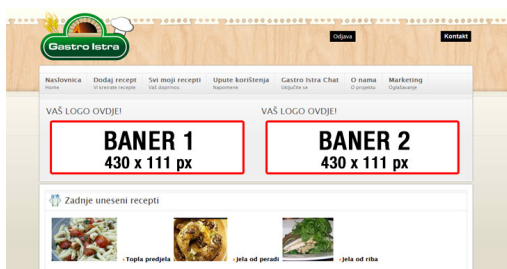 Gastro Istra
Odjava
Kontakt
Naslovnica Dodaj recept Svi moji recepti Upute korištenja Gastro Istra Chat O nama Marketing
Home Vi kreirate recepte Vaš doprinos Napomene Uključite se O projektu Oglašavanje
VAŠ LOGO OVDJE! VAŠ LOGO OVDJE!
BANER 1 BANER 2
430 x 111 px 430 x 111 px
Zadnje uneseni recepti
Topla predjela Jela od peradi Jela od riba